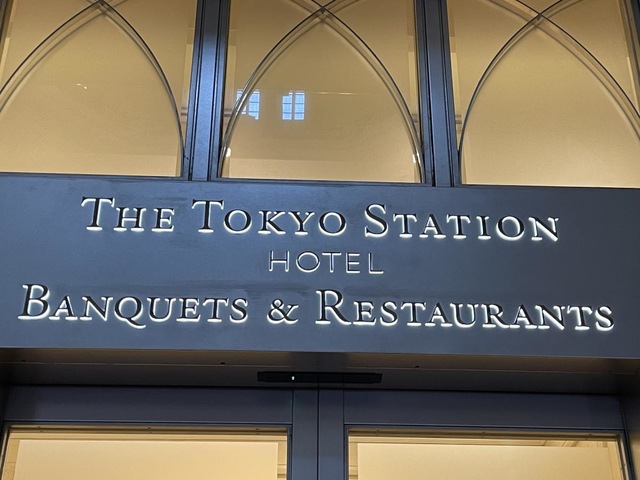 The Tokyo Station
HOTEL
Banquets & Restaurants